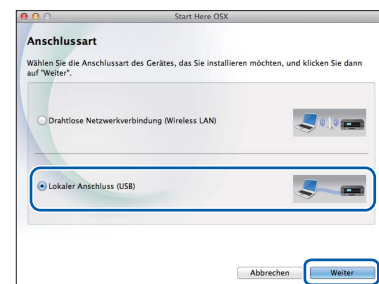 Start Here OSX
Anschlussart
Wählen Sie die Anschlussart des Gerätes, das Sie installieren möchten, und klicken Sie dann
auf "Weiter".
Drahtlose Netzwerkverbindung (Wireless LAN)
Lokaler Anschluss (USB)
Abbrechen
Weiter